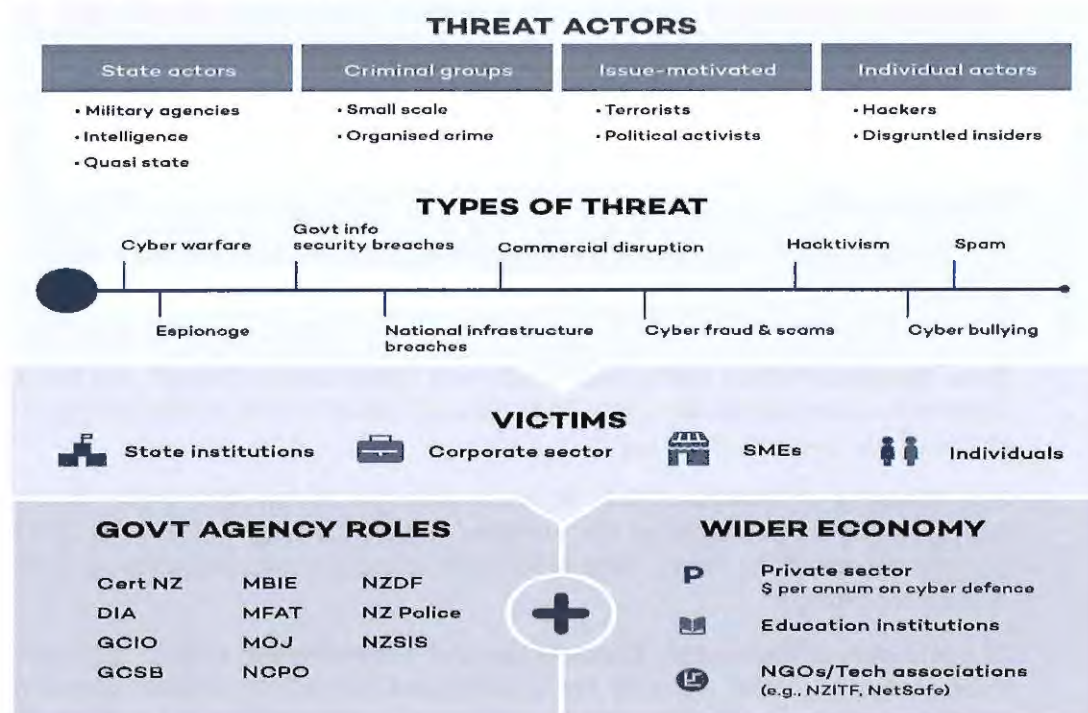 THREAT ACTORS
State actors
Criminal groups
Issue-motivated
Individual actors
• Military agencies
• Intelligence
• Quasi state
• Small scale
• Organised crime
• Terrorists
• Political activists
• Hackers
• Disgruntled insiders
TYPES OF THREAT
Cyber warfare
Govt info
security breaches
Commercial disruption
Hacktivism
Spam
Espionage
National infrastructure
breaches
Cyber fraud & scams
Cyber bullying
VICTIMS
State institutions
Corporate sector
SMEs
Individuals
GOVT AGENCY ROLES
Cert NZ
DIA
GCIO
GCSB
MBIE
MFAT
MOJ
NCPO
NZDF
NZ Police
NZSIS
WIDER ECONOMY
P
Private sector
$ per annum on cyber defence
Education institutions
NGOs/Tech associations
(e.g., NZITF, NetSafe)